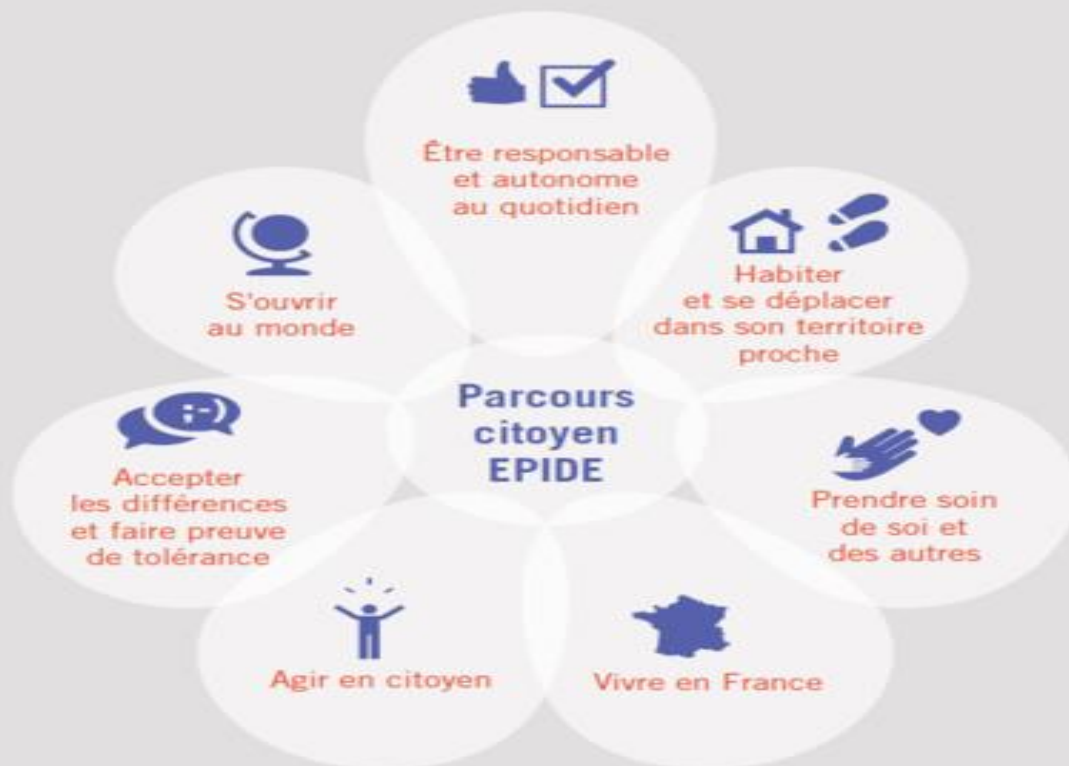 Être responsable
et autonome
au quotidien
Habiter
et se déplacer
dans son territoire
proche
Prendre soin
de soi et
des autres
Vivre en France
Agir en citoyen
Accepter
les différences
et faire preuve
de tolérance
S'ouvrir
au monde
Parcours
citoyen
EPIDE